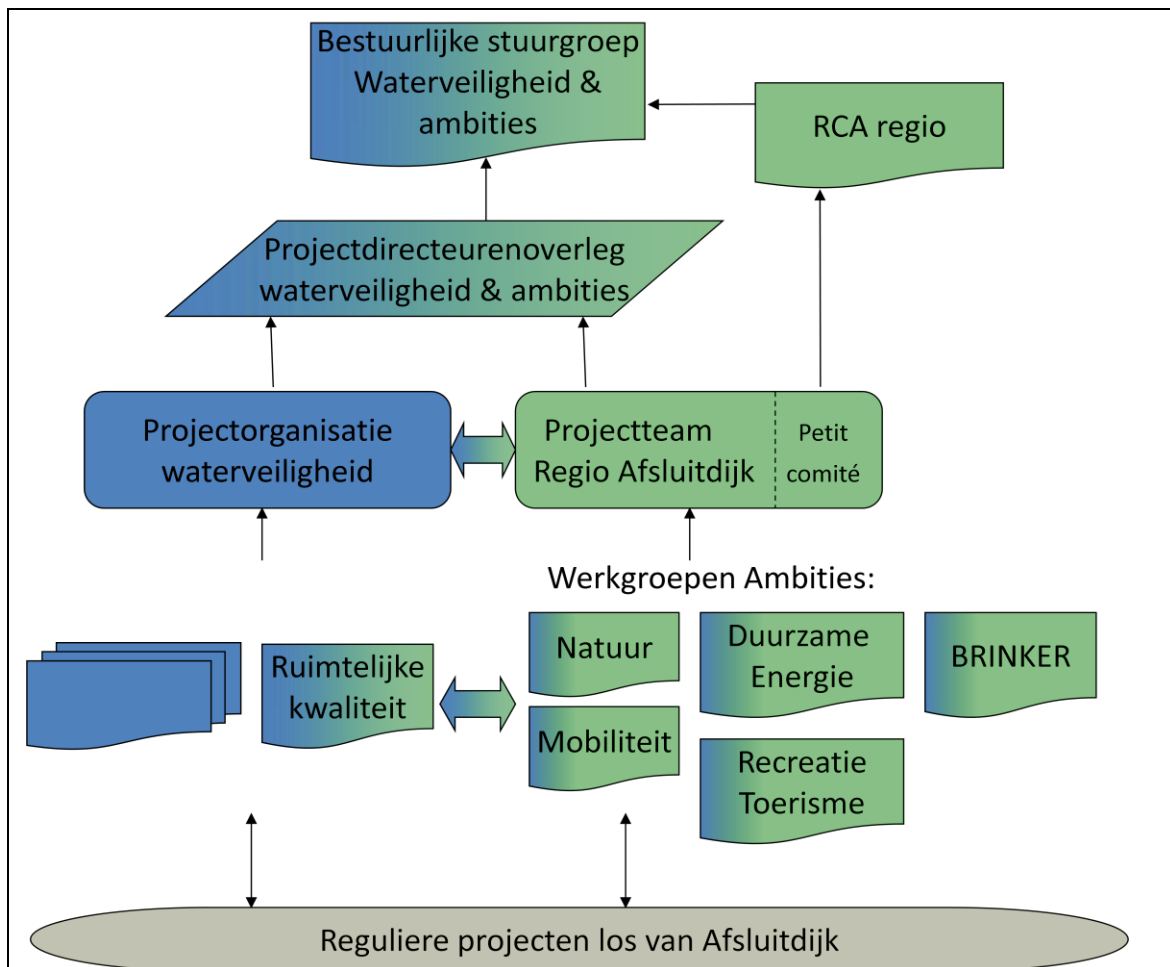 Bestuurlijke stuurgroep
Waterveiligheid &
ambities
RCA regio
Projectdirecteurenoverleg
waterveiligheid & ambities
Projectorganisatie
waterveiligheid
Projectteam
Regio Afsluitdijk
Petit
comité
Werkgroepen Ambities:
Ruimtelijke
kwaliteit
Natuur
Duurzame
Energie
BRINKER
Mobiliteit
Recreatie
Toerisme
Reguliere projecten los van Afsluitdijk